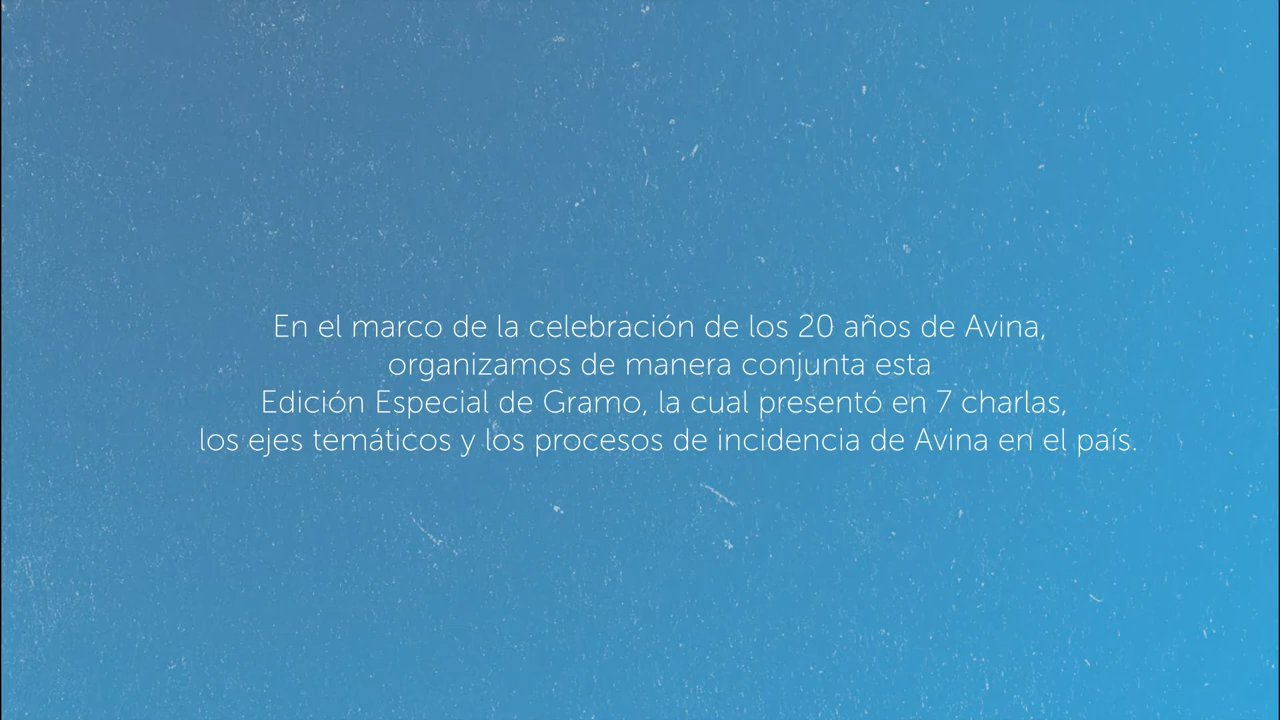 En el marco de la celebración de los 20 años de Avina,
organizamos de manera conjunta esta
Edición Especial de Gramo, la cual presentó en 7 charlas,
los ejes temáticos y los procesos de incidencia de Avina en el país.